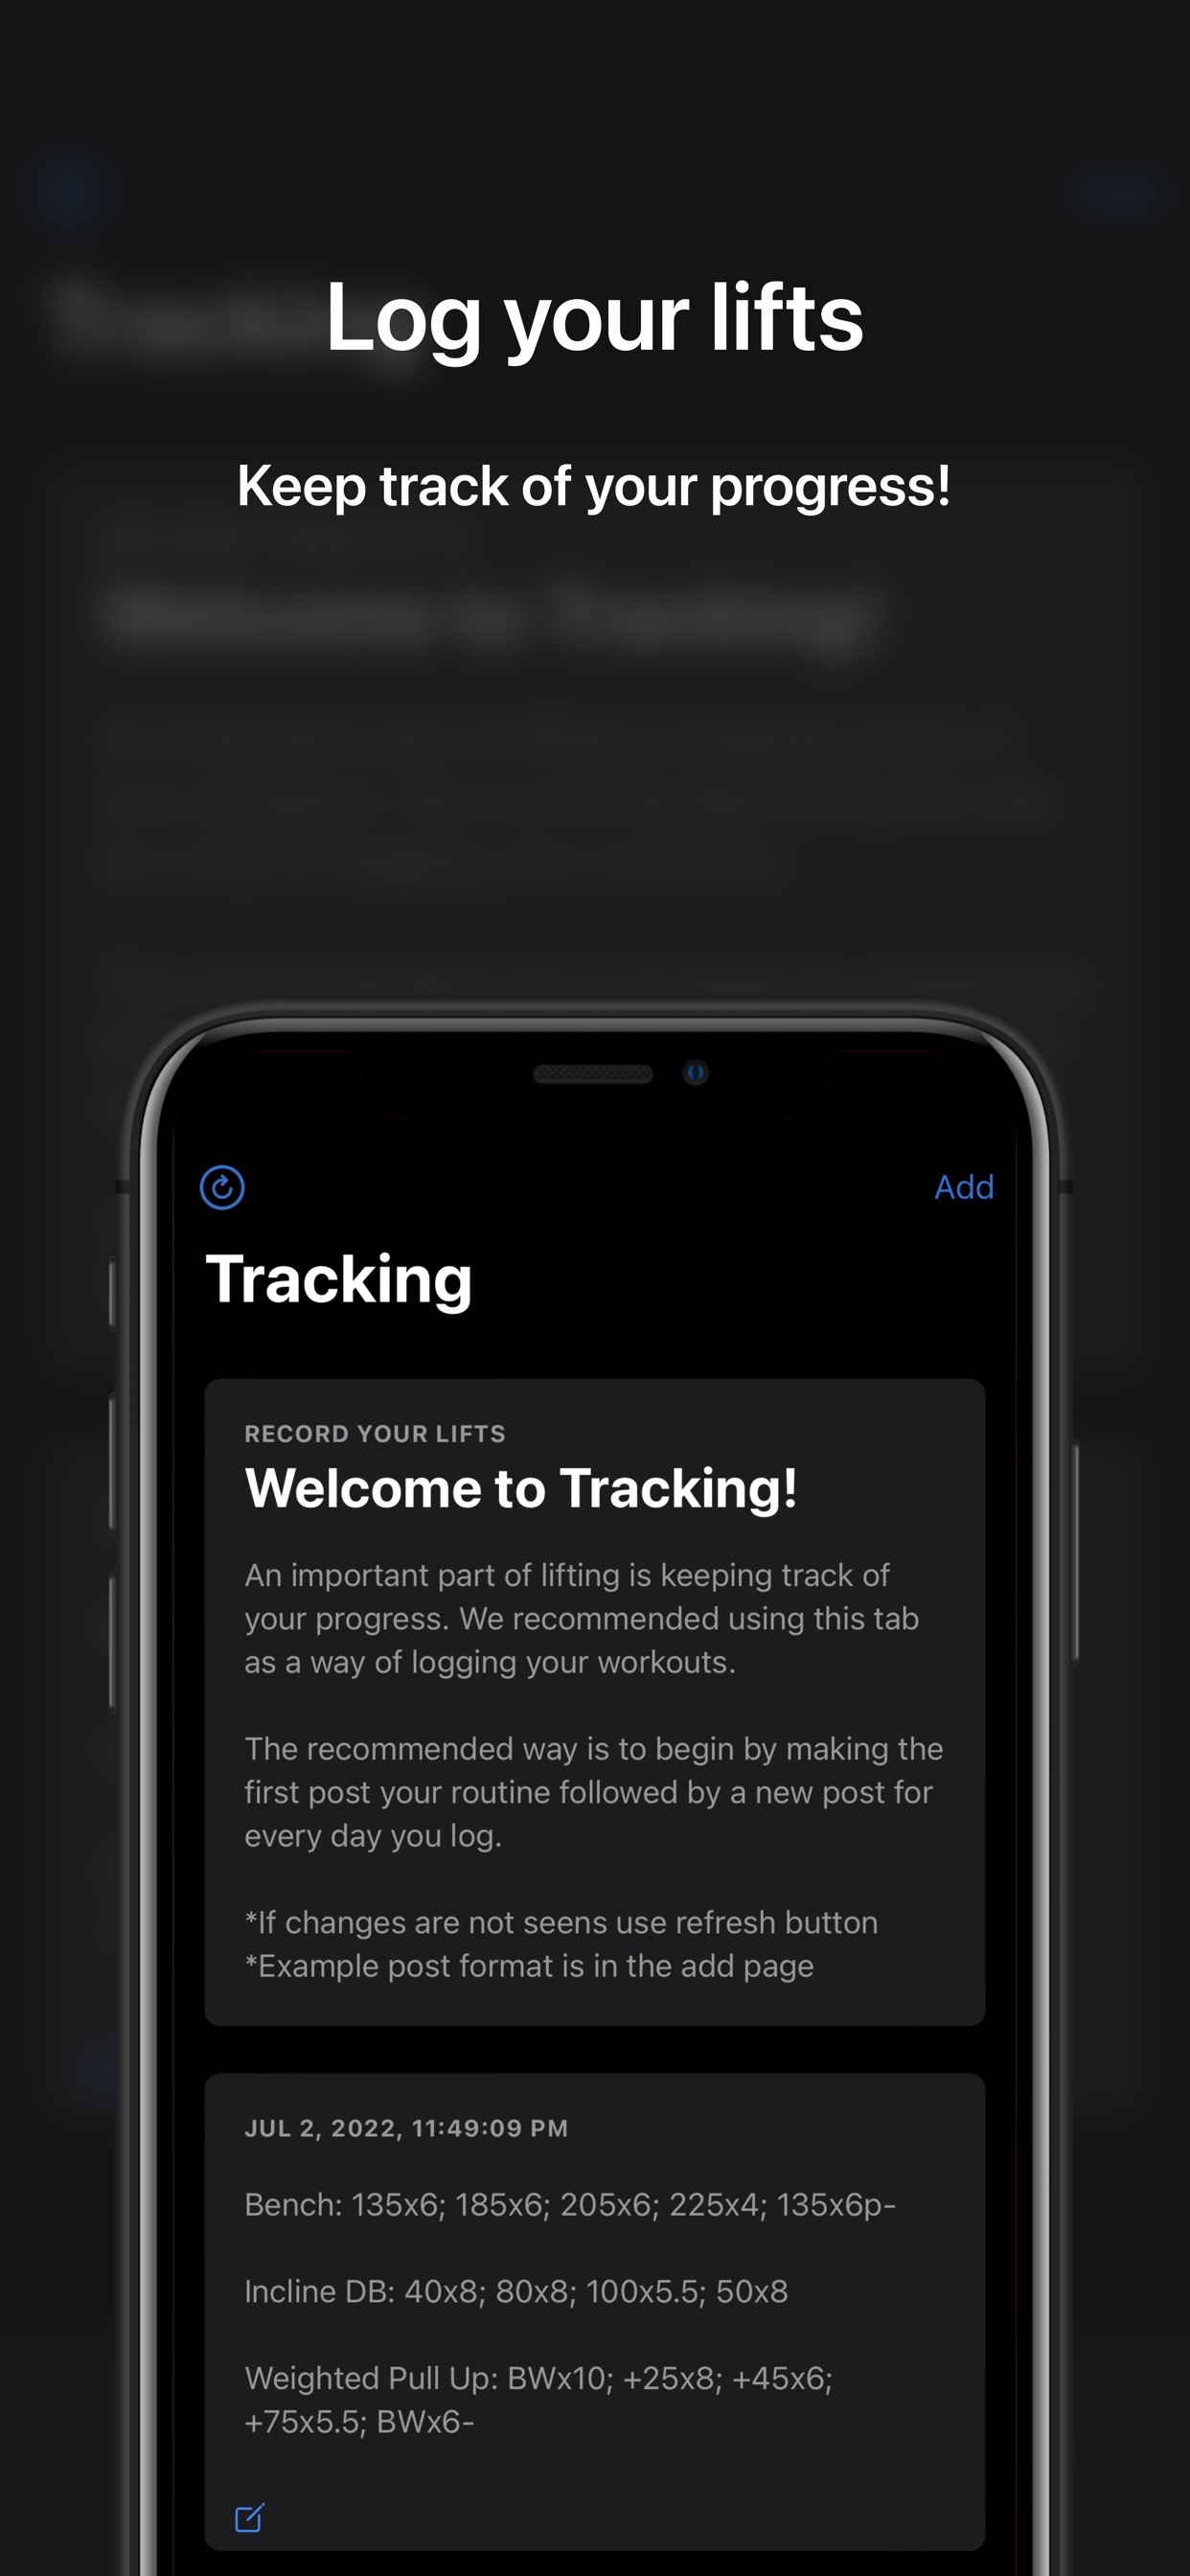 Log your lifts
Keep track of your progress!
Add
Tracking
RECORD YOUR LIFTS
Welcome to Tracking!
An important part of lifting is keeping track of
your progress. We recommended using this tab
as a way of logging your workouts.
The recommended way is to begin by making the
first post your routine followed by a new post for
every day you log.
*If changes are not seens use refresh button
*Example post format is in the add page
JUL 2, 2022, 11:49:09 PM
Bench: 135x6; 185x6; 205x6; 225x4; 135x6p-
Incline DB: 40x8; 80x8; 100x5.5; 50x8
Weighted Pull Up: BWx10; +25x8; +45x6;
+75x5.5; BWx6-